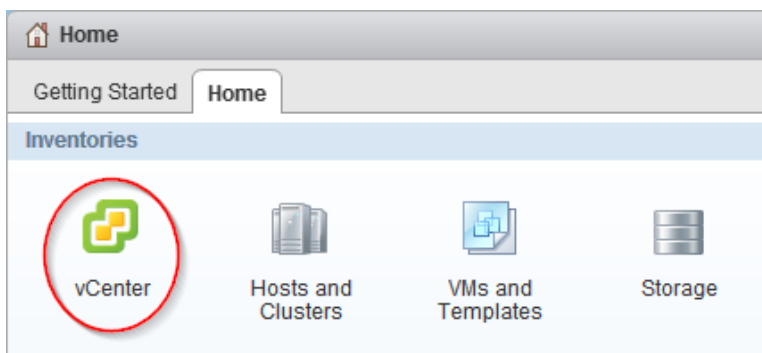 Home
Getting Started
Home
Inventories
vCenter
Hosts and
Clusters
VMs and
Templates
Storage